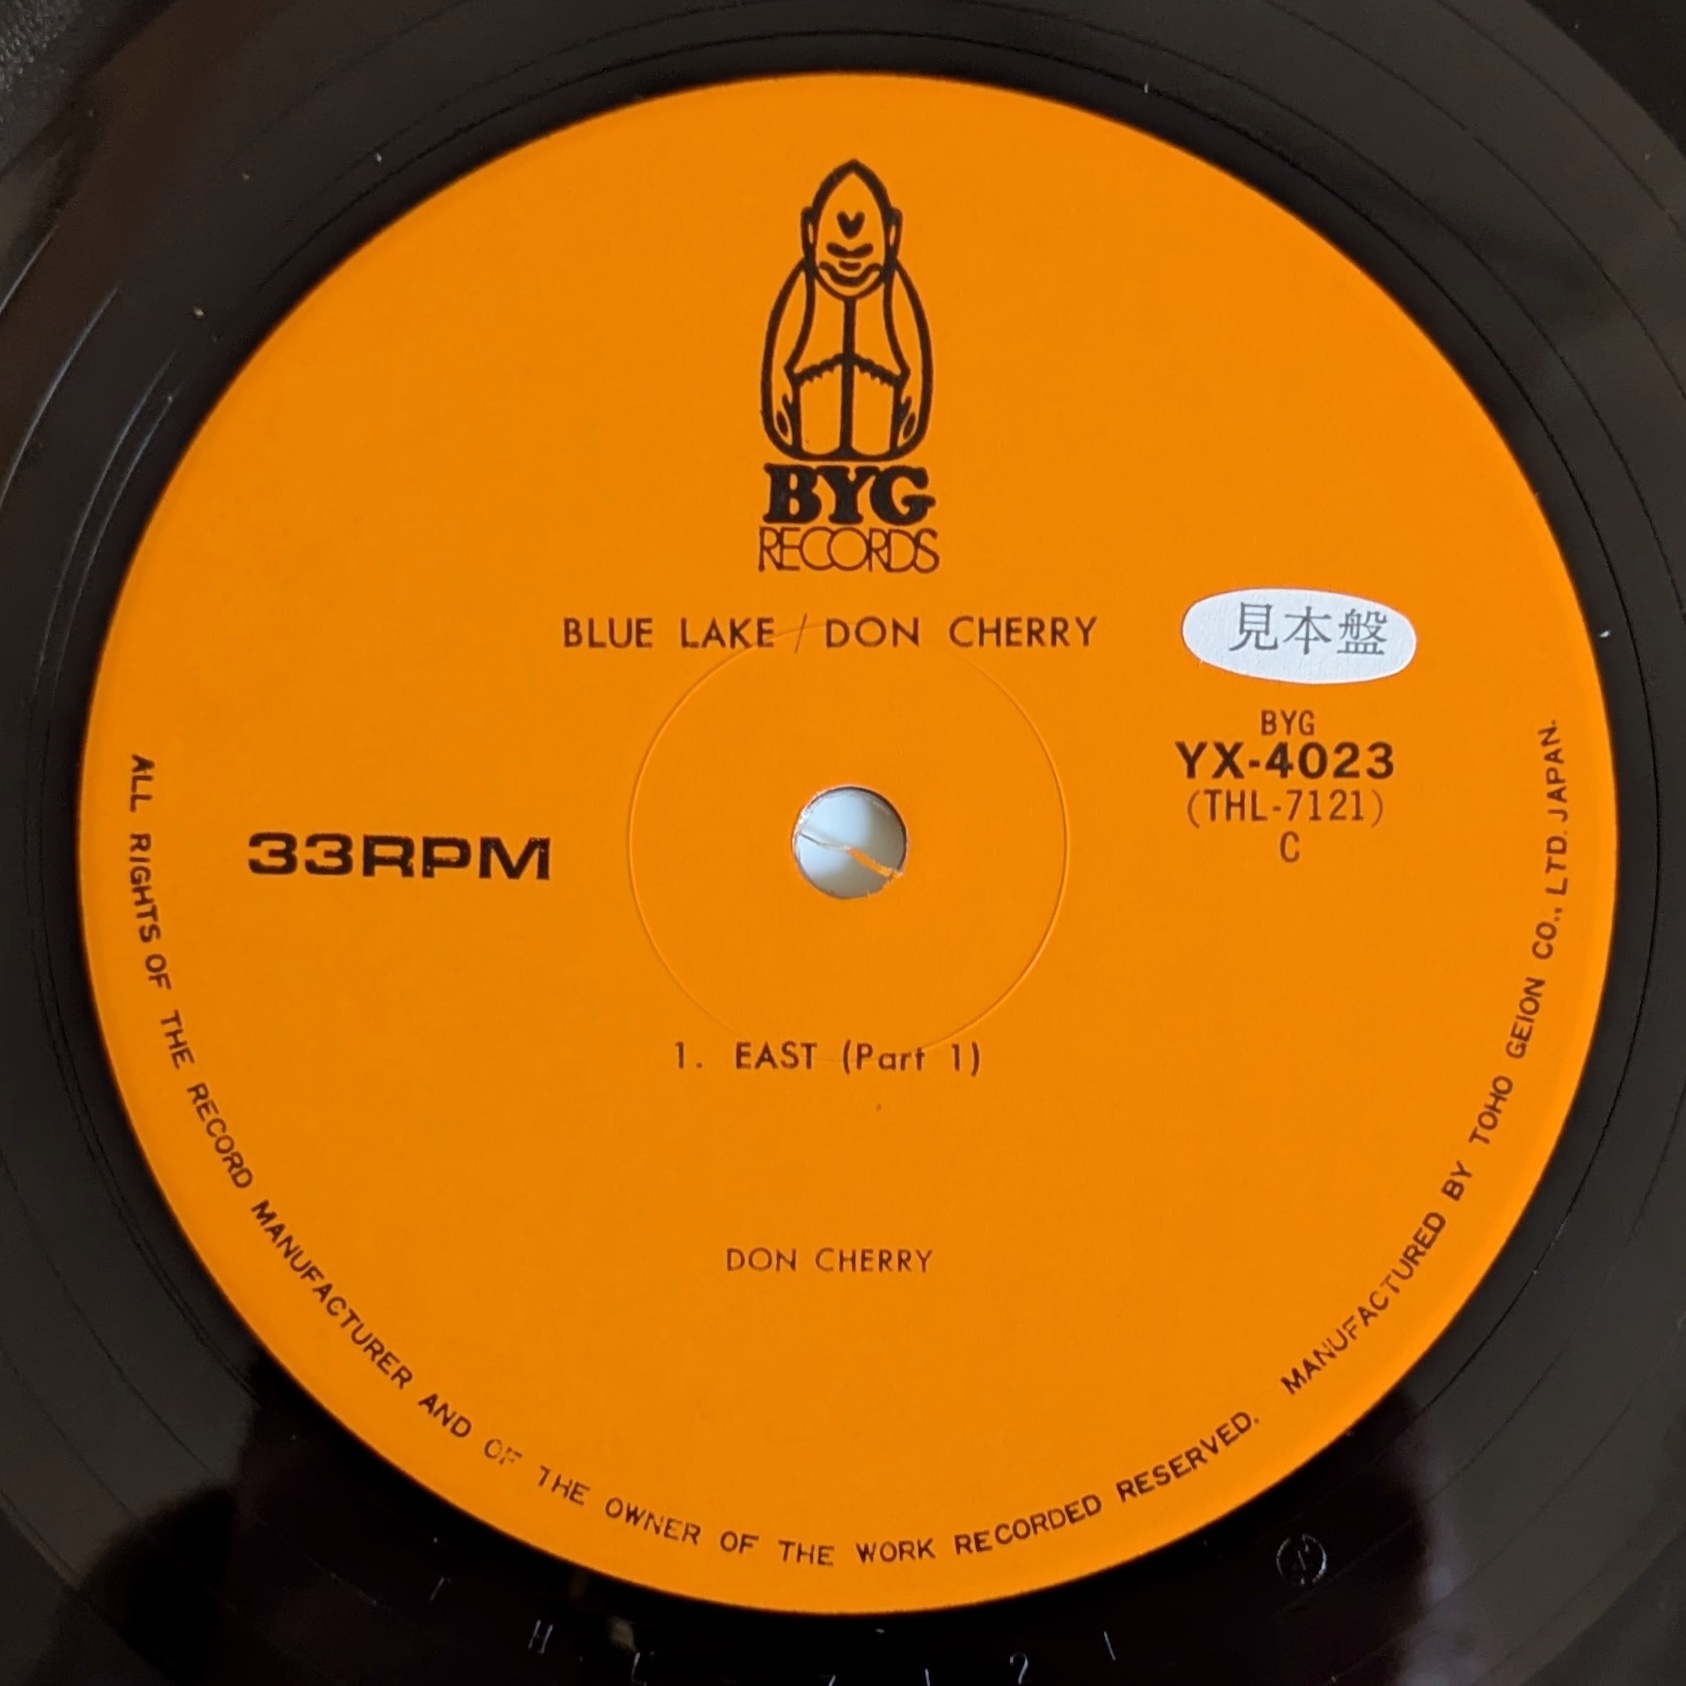 BYG
RECORDS
BLUE LAKE / DON CHERRY
見本盤
BYG
YX-4023
(THL-7121)
C
33RPM
1. EAST (Part 1)
DON CHERRY
ALL RIGHTS OF THE RECORD MANUFACTURER AND OF THE OWNER OF THE WORK RECORDED RESERVED. MANUFACTURED BY TOHO GEION CO., LTD. JAPAN.